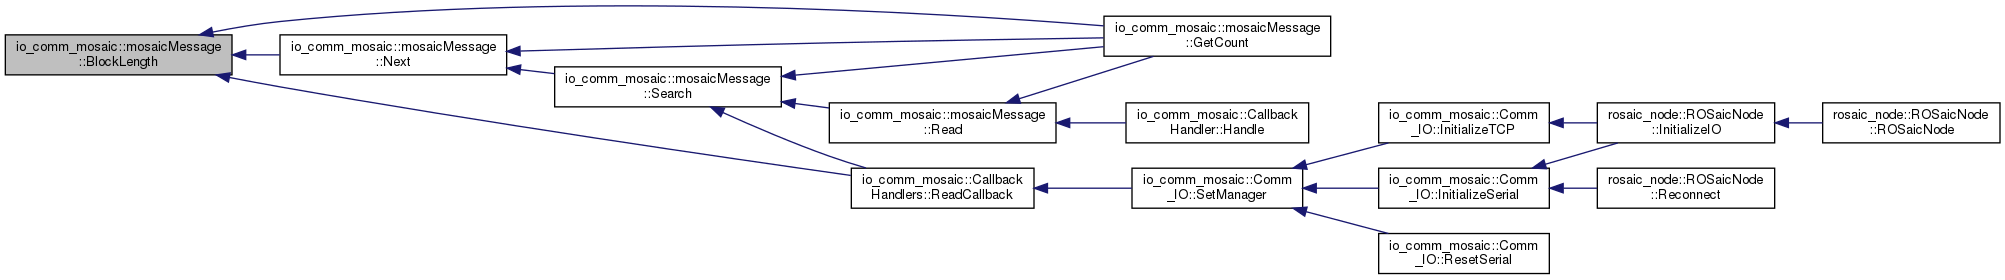 io_comm_mosaic::mosaicMessage
::BlockLength
io_comm_mosaic::mosaicMessage
::Next
io_comm_mosaic::mosaicMessage
::Search
io_comm_mosaic::mosaicMessage
::GetCount
io_comm_mosaic::mosaicMessage
::Read
io_comm_mosaic::Callback
Handlers::ReadCallback
io_comm_mosaic::Callback
Handler::Handle
io_comm_mosaic::Comm
_IO::SetManager
io_comm_mosaic::Comm
_IO::InitializeTCP
io_comm_mosaic::Comm
_IO::InitializeSerial
io_comm_mosaic::Comm
_IO::ResetSerial
rosaic_node::ROSaicNode
::InitializeIO
rosaic_node::ROSaicNode
::Reconnect
rosaic_node::ROSaicNode
::ROSaicNode